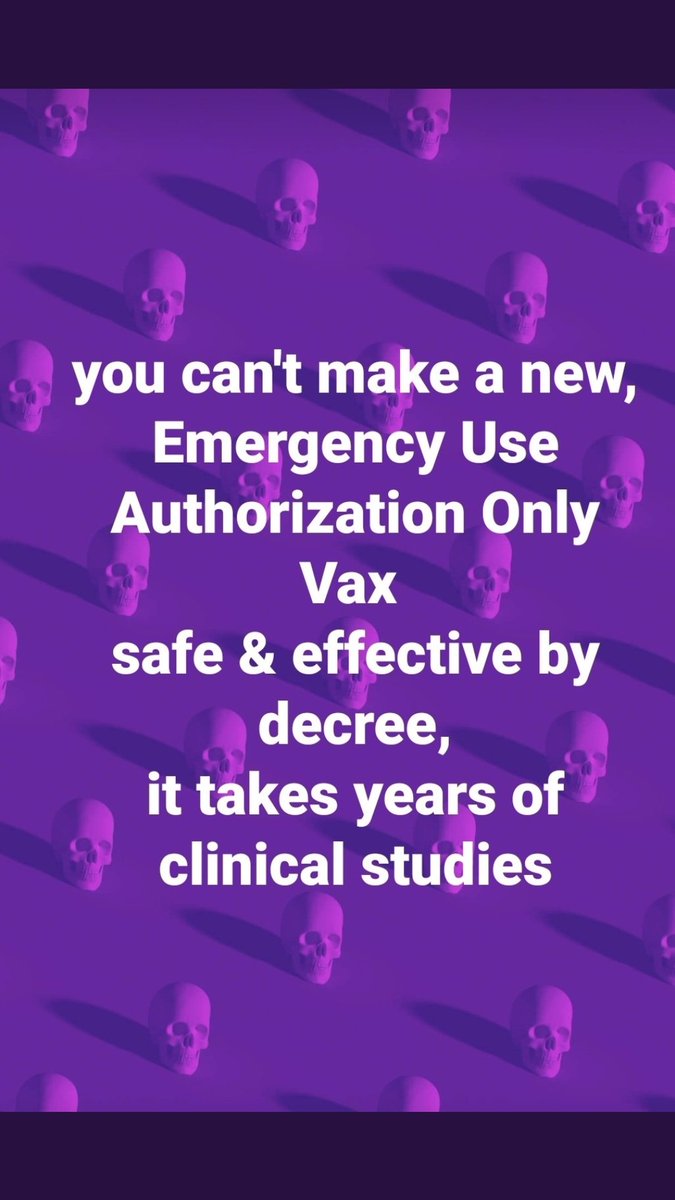 you can't make a new,
Emergency Use
Authorization Only
Vax
safe & effective by
decree,
it takes years of
clinical studies